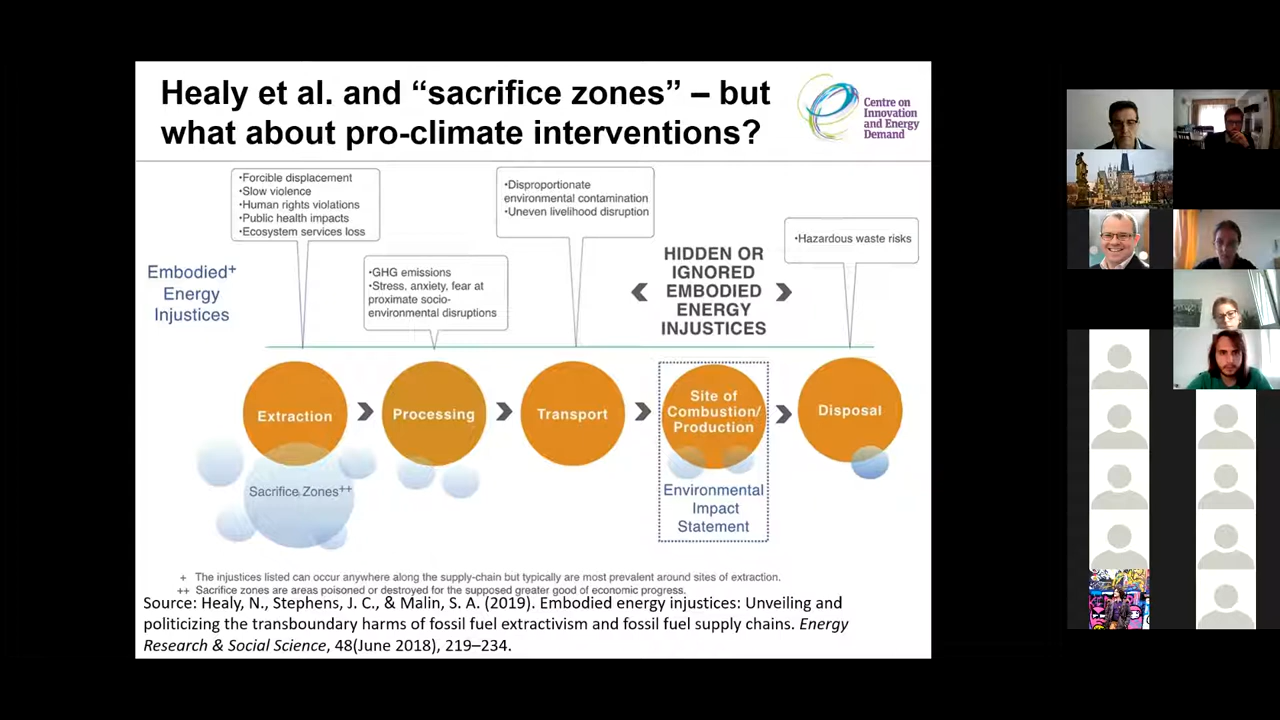 Healy et al. and “sacrifice zones” – but
what about pro-climate interventions?
Centre on
Innovation
and Energy
Demand
•Forcible displacement
•Slow violence
•Human rights violations
•Public health impacts
•Ecosystem services loss
•Disproportionate
environmental contamination
•Uneven livelihood disruption
•Hazardous waste risks
Embodied+
Energy
Injustices
•GHG emissions
•Stress, anxiety, fear at
proximate socio-
environmental disruptions
HIDDEN OR
IGNORED
EMBODIED
ENERGY
INJUSTICES
Extraction
Processing
Transport
Site of
Combustion/
Production
Disposal
Sacrifice Zones++
Environmental
Impact
Statement
+ The injustices listed can occur anywhere along the supply-chain but typically are most prevalent around sites of extraction.
++ Sacrifice zones are areas poisoned or destroyed for the supposed greater good of economic progress.
Source: Healy, N., Stephens, J. C., & Malin, S. A. (2019). Embodied energy injustices: Unveiling and
politicizing the transboundary harms of fossil fuel extractivism and fossil fuel supply chains. Energy
Research & Social Science, 48(June 2018), 219–234.